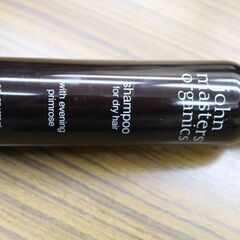 john
masters
organics
shampoo
for dry hair
with evening
primrose